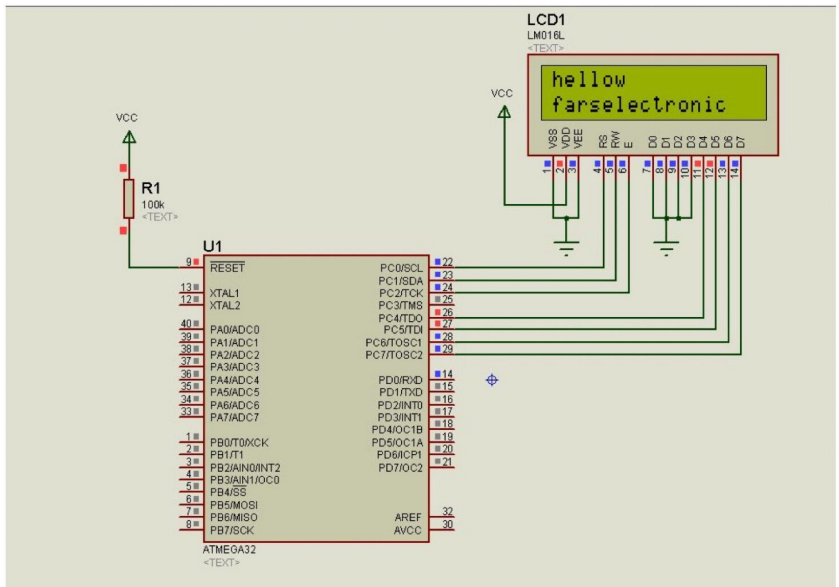 LCD1
LM016L
<TEXT>
hellow
farselectronic
VCC
VSS
VDD
VEE
RS
RW
E
D0
D1
D2
D3
D4
D5
D6
D7
1
2
3
4
5
6
7
8
9
10
11
12
13
14
VCC
R1
100k
<TEXT>
U1
9 RESET
13 XTAL1
12 XTAL2
40 PA0/ADC0
39 PA1/ADC1
38 PA2/ADC2
37 PA3/ADC3
36 PA4/ADC4
35 PA5/ADC5
34 PA6/ADC6
33 PA7/ADC7
1 PB0/T0/XCK
2 PB1/T1
3 PB2/AIN0/INT2
4 PB3/AIN1/OC0
5 PB4/SS
6 PB5/MOSI
7 PB6/MISO
8 PB7/SCK
PC0/SCL 22
PC1/SDA 23
PC2/TCK 24
PC3/TMS 25
PC4/TDO 26
PC5/TDI 27
PC6/TOSC1 28
PC7/TOSC2 29
PD0/RXD 14
PD1/TXD 15
PD2/INT0 16
PD3/INT1 17
PD4/OC1B 18
PD5/OC1A 19
PD6/ICP1 20
PD7/OC2 21
AREF 32
AVCC 30
ATMEGA32
<TEXT>